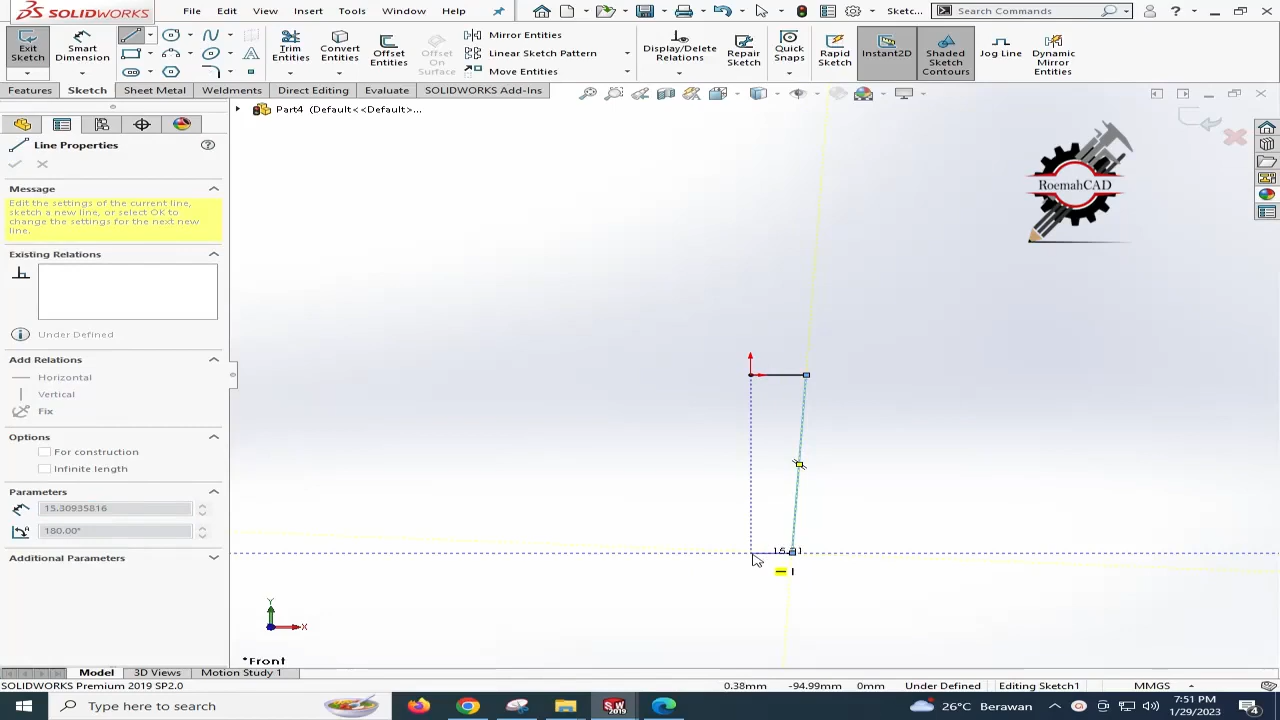 SOLIDWORKS
File Edit View Insert Tools Window Help
Sketc...
Search Commands
Exit Sketch
Smart Dimension
Trim Entities
Convert Entities
Offset Entities
Offset On Surface
Mirror Entities
Linear Sketch Pattern
Move Entities
Display/Delete Relations
Repair Sketch
Quick Snaps
Rapid Sketch
Instant2D
Shaded Sketch Contours
Jog Line
Dynamic Mirror Entities
Features Sketch Sheet Metal Weldments Direct Editing Evaluate SOLIDWORKS Add-Ins
Part4 (Default<<Default>...
Line Properties
Message
Edit the settings of the current line,
sketch a new line, or select OK to
change the settings for the next new
line.
Existing Relations
Under Defined
Add Relations
Horizontal
Vertical
Fix
Options
For construction
Infinite length
Parameters
15.30935816
180.00°
Additional Parameters
RoemahCAD
Y
X
*Front
Model 3D Views Motion Study 1
SOLIDWORKS Premium 2019 SP2.0
0.38mm -94.99mm 0mm Under Defined Editing Sketch1 MMGS
Type here to search
SW
2019
26°C Berawan
7:51 PM
1/29/2023
4